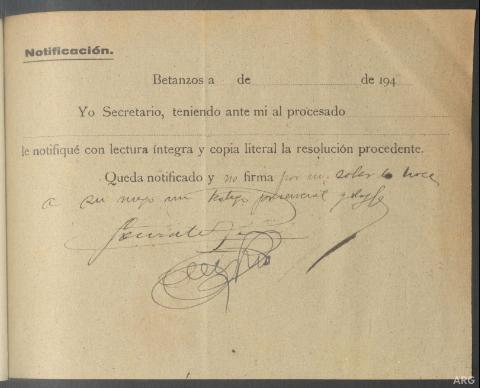 Notificación.
Betanzos a de de 194
Yo Secretario, teniendo ante mi al procesado
le notifiqué con lectura íntegra y copia literal la resolución procedente.
Queda notificado y no firma por no saber lo hace
a su ruego un testigo presencial y doy fe
ARG